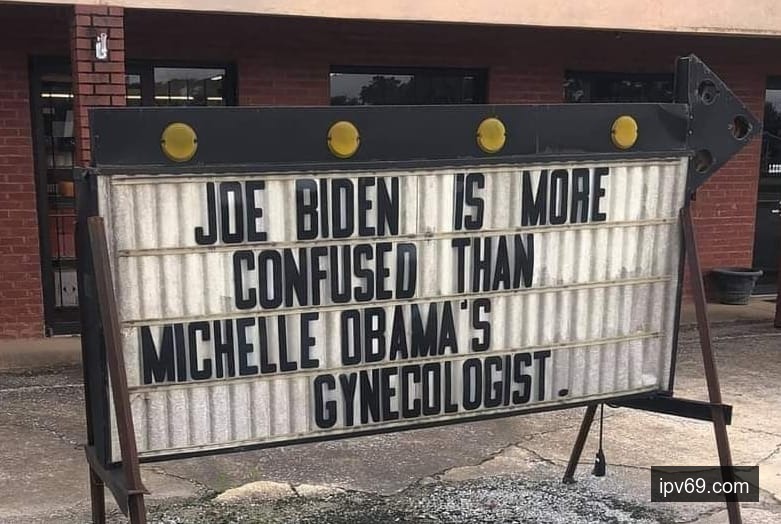 JOE BIDEN IS MORE
CONFUSED THAN
MICHELLE OBAMA'S
GYNECOLOGIST.
ipv69.com